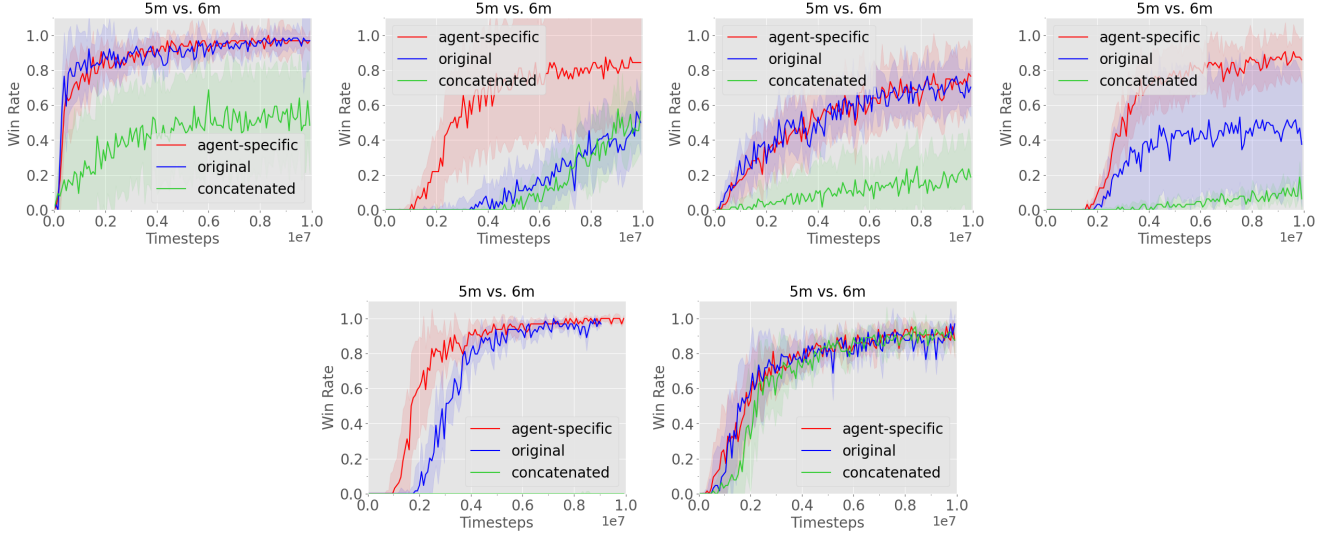 5m vs. 6m
1.0
0.8
0.6
0.4
0.2
0.0
Win Rate
agent-specific
original
concatenated
0.0 0.2 0.4 0.6 0.8 1.0
Timesteps
1e7
5m vs. 6m
1.0
0.8
0.6
0.4
0.2
0.0
Win Rate
agent-specific
original
concatenated
0.0 0.2 0.4 0.6 0.8 1.0
Timesteps
1e7
5m vs. 6m
1.0
0.8
0.6
0.4
0.2
0.0
Win Rate
agent-specific
original
concatenated
0.0 0.2 0.4 0.6 0.8 1.0
Timesteps
1e7
5m vs. 6m
1.0
0.8
0.6
0.4
0.2
0.0
Win Rate
agent-specific
original
concatenated
0.0 0.2 0.4 0.6 0.8 1.0
Timesteps
1e7
5m vs. 6m
1.0
0.8
0.6
0.4
0.2
0.0
Win Rate
agent-specific
original
concatenated
0.0 0.2 0.4 0.6 0.8 1.0
Timesteps
1e7
5m vs. 6m
1.0
0.8
0.6
0.4
0.2
0.0
Win Rate
agent-specific
original
concatenated
0.0 0.2 0.4 0.6 0.8 1.0
Timesteps
1e7